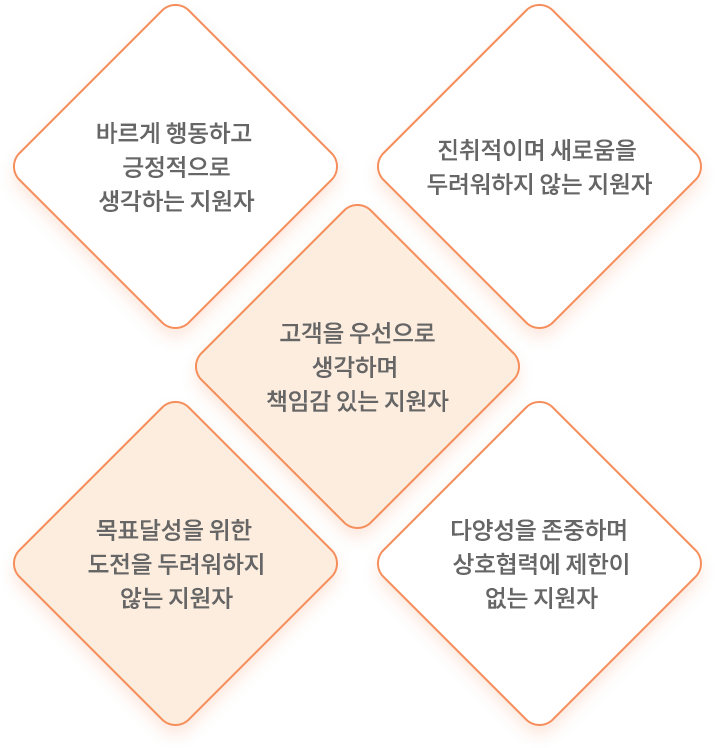 바르게 행동하고
긍정적으로
생각하는 지원자
진취적이며 새로움을
두려워하지 않는 지원자
고객을 우선으로
생각하며
책임감 있는 지원자
목표달성을 위한
도전을 두려워하지
않는 지원자
다양성을 존중하며
상호협력에 제한이
없는 지원자